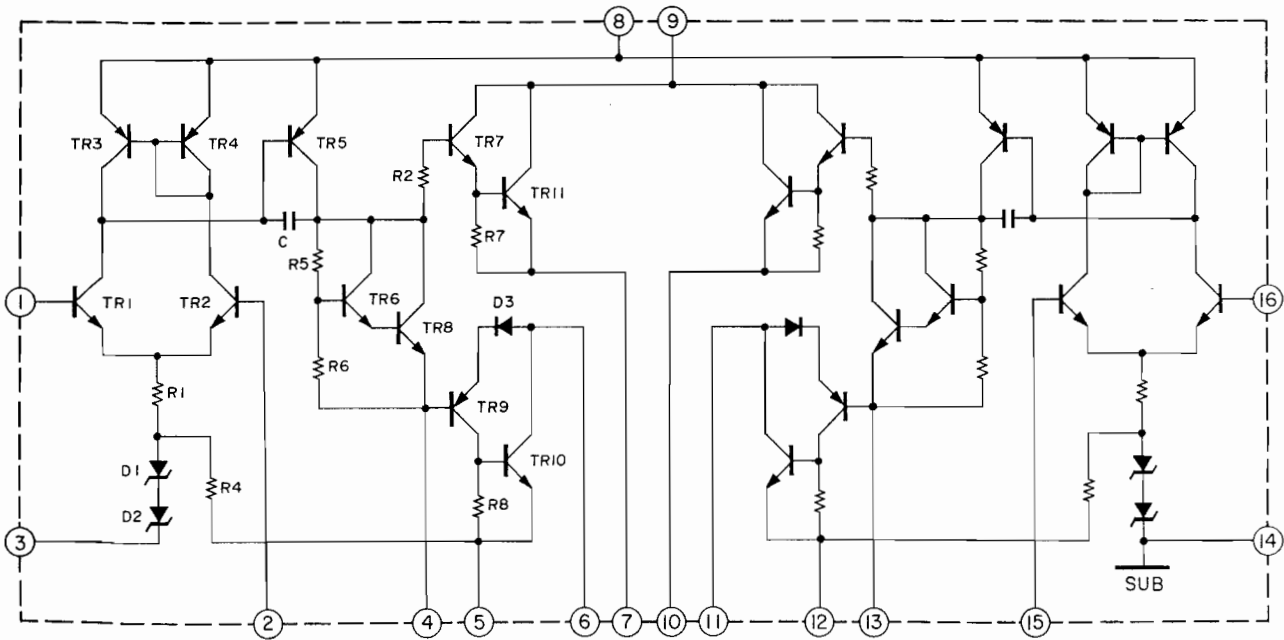 8 9
TR3 TR4 TR5 TR7
R2 TR11
C R7
R5
1 TR1 TR2 TR6 D3 16
TR8
R6
R1 TR9
D1 R4 TR10
D2 R8
3 14
SUB
2 4 5 6 7 10 11 12 13 15